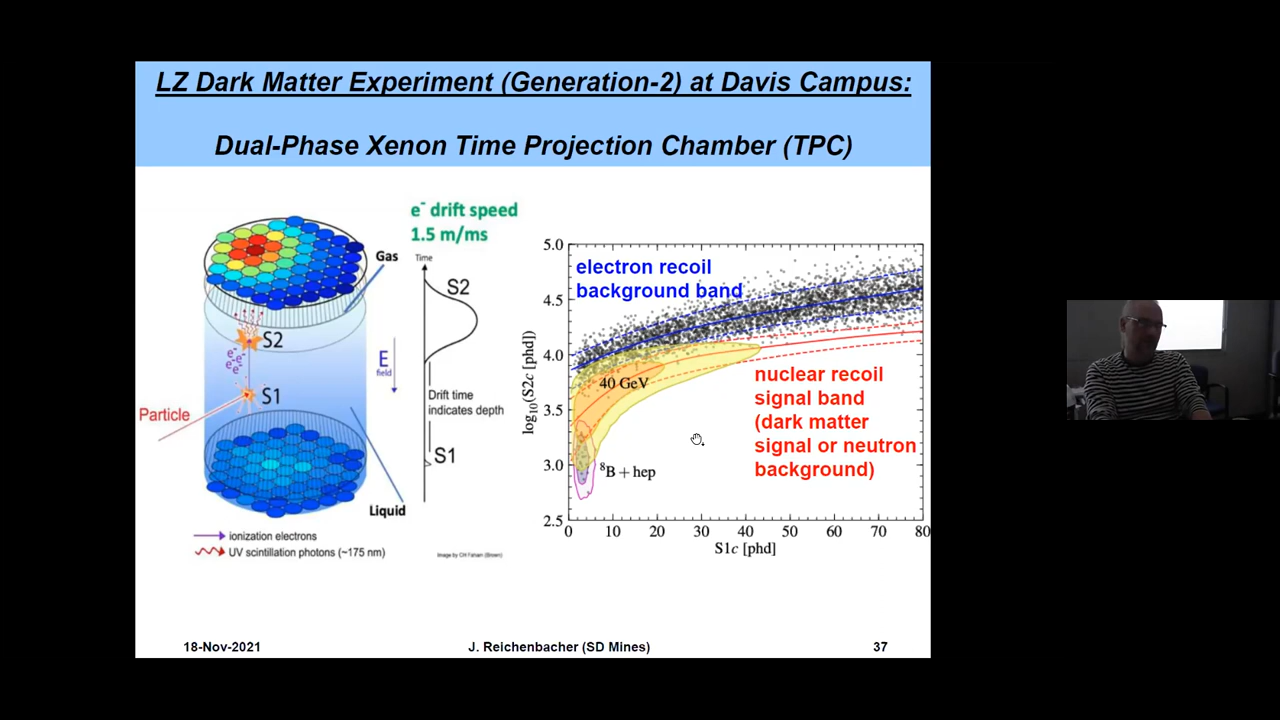 LZ Dark Matter Experiment (Generation-2) at Davis Campus:
Dual-Phase Xenon Time Projection Chamber (TPC)
e⁻ drift speed
1.5 m/ms
Gas
Time
S2
S2
e⁻ e⁻
e⁻ e⁻
E
field
S1
Particle
Drift time
indicates depth
S1
Liquid
ionization electrons
UV scintillation photons (~175 nm)
Image by CH Faham (Brown)
5.0
4.5
4.0
3.5
3.0
2.5
log₁₀(S2c [phd])
electron recoil
background band
40 GeV
nuclear recoil
signal band
(dark matter
signal or neutron
background)
⁸B + hep
0 10 20 30 40 50 60 70 80
S1c [phd]
18-Nov-2021
J. Reichenbacher (SD Mines)
37